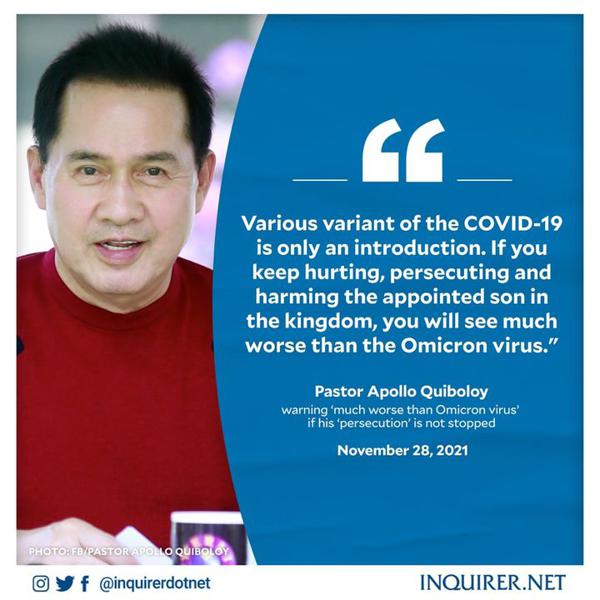 “
Various variant of the COVID-19
is only an introduction. If you
keep hurting, persecuting and
harming the appointed son in
the kingdom, you will see much
worse than the Omicron virus.”
Pastor Apollo Quiboloy
warning ‘much worse than Omicron virus’
if his ‘persecution’ is not stopped
November 28, 2021
PHOTO: FB/PASTOR APOLLO QUIBOLOY
@inquirerdotnet
INQUIRER.NET